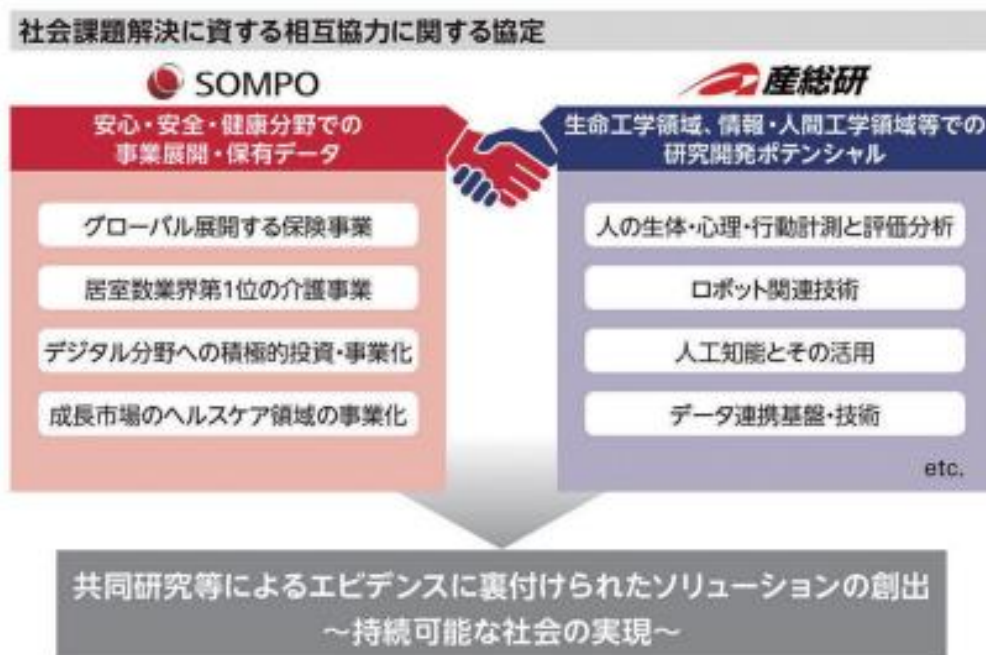 社会課題解決に資する相互協力に関する協定
SOMPO
安心・安全・健康分野での
事業展開・保有データ
グローバル展開する保険事業
居室数業界第1位の介護事業
デジタル分野への積極的投資・事業化
成長市場のヘルスケア領域の事業化
産総研
生命工学領域、情報・人間工学領域等での
研究開発ポテンシャル
人の生体・心理・行動計測と評価分析
ロボット関連技術
人工知能とその活用
データ連携基盤・技術
etc.
共同研究等によるエビデンスに裏付けられたソリューションの創出
～持続可能な社会の実現～